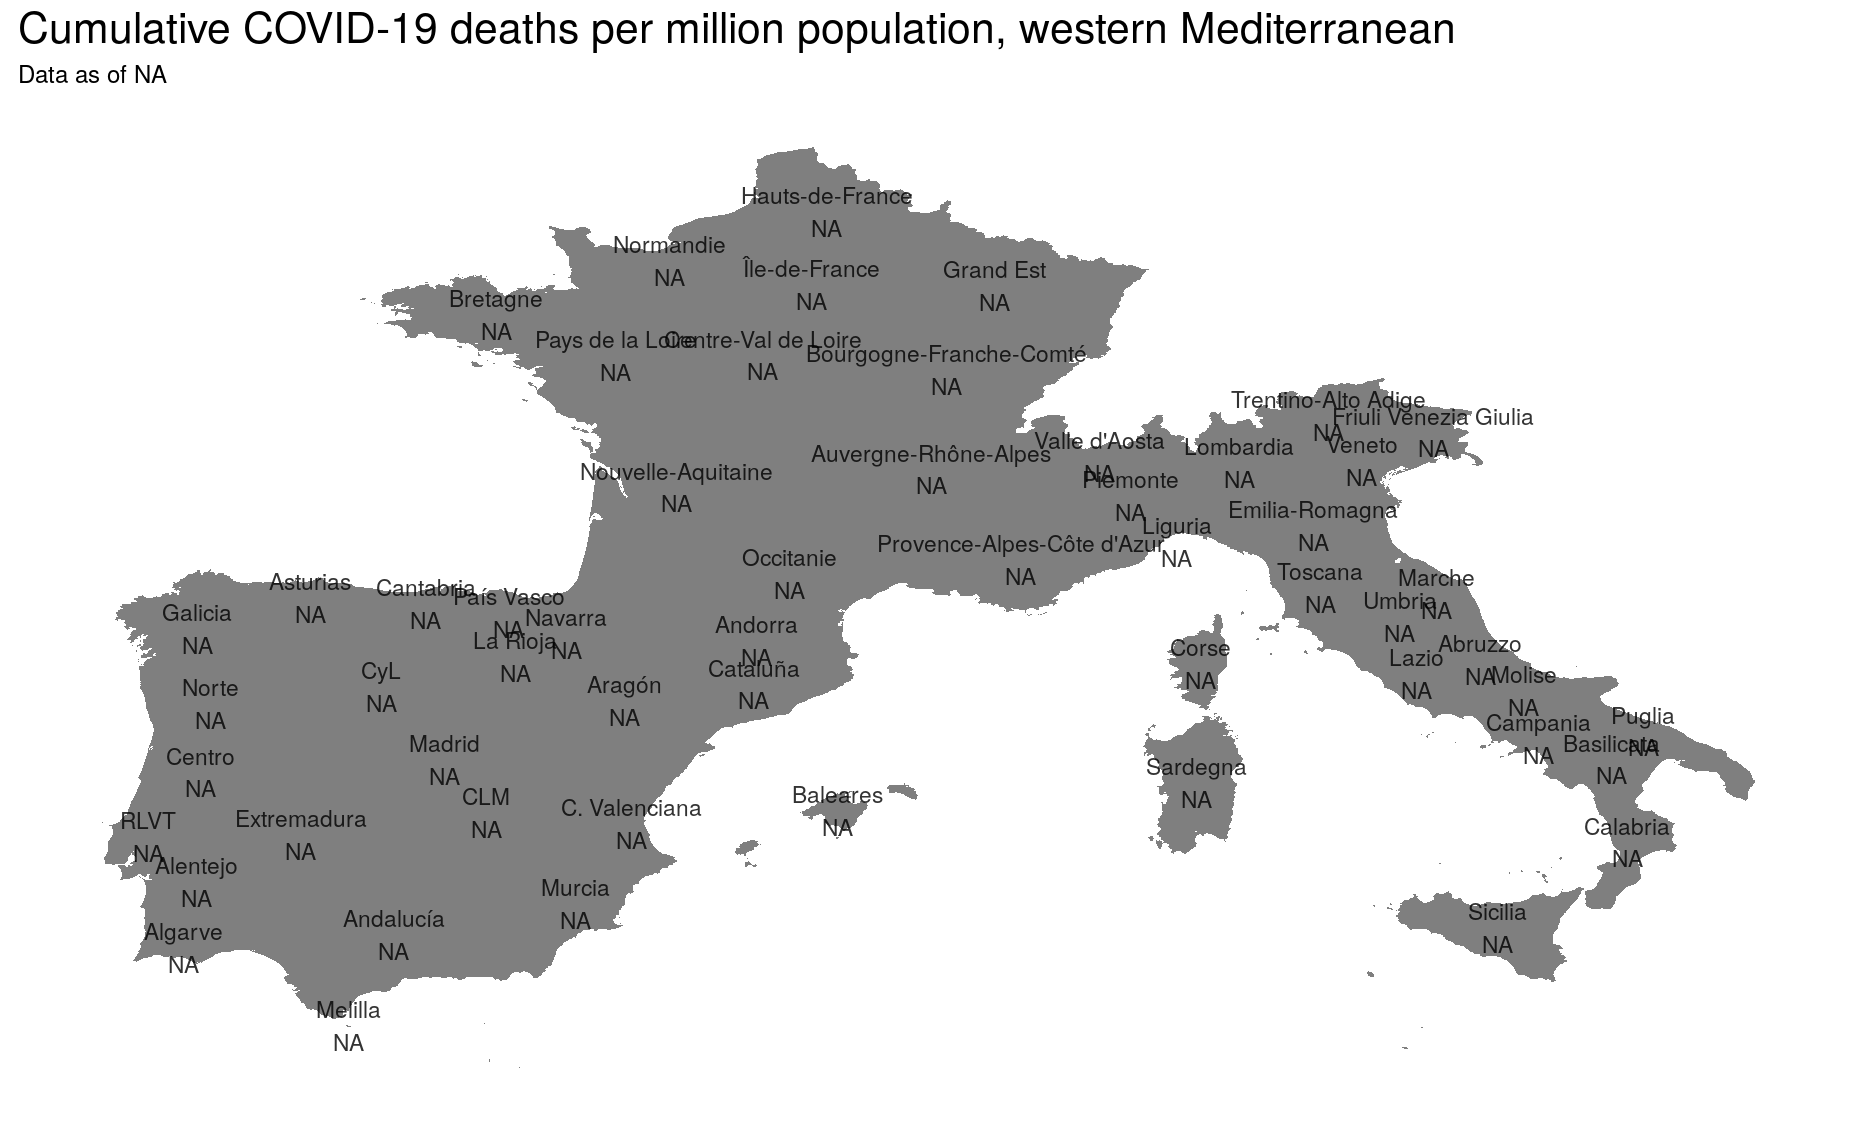 Cumulative COVID-19 deaths per million population, western Mediterranean
Data as of NA
Hauts-de-France
NA
Normandie
NA
Île-de-France
NA
Grand Est
NA
Bretagne
NA
Pays de la Loire
NA
Centre-Val de Loire
NA
Bourgogne-Franche-Comté
NA
Trentino-Alto Adige
NA
Friuli Venezia Giulia
NA
Valle d'Aosta
NA
Lombardia
NA
Veneto
NA
Auvergne-Rhône-Alpes
NA
Nouvelle-Aquitaine
NA
Piemonte
NA
Emilia-Romagna
NA
Liguria
NA
Provence-Alpes-Côte d'Azur
NA
Occitanie
NA
Toscana
NA
Marche
NA
Umbria
NA
Asturias
NA
Cantabria
NA
País Vasco
NA
Galicia
NA
Navarra
NA
Andorra
NA
La Rioja
NA
Abruzzo
NA
Corse
NA
Lazio
NA
CyL
NA
Cataluña
NA
Molise
NA
Aragón
NA
Norte
NA
Campania
NA
Puglia
NA
Madrid
NA
Basilicata
NA
Centro
NA
Sardegna
NA
CLM
NA
Baleares
NA
C. Valenciana
NA
RLVT
NA
Extremadura
NA
Calabria
NA
Alentejo
NA
Murcia
NA
Sicilia
NA
Andalucía
NA
Algarve
NA
Melilla
NA